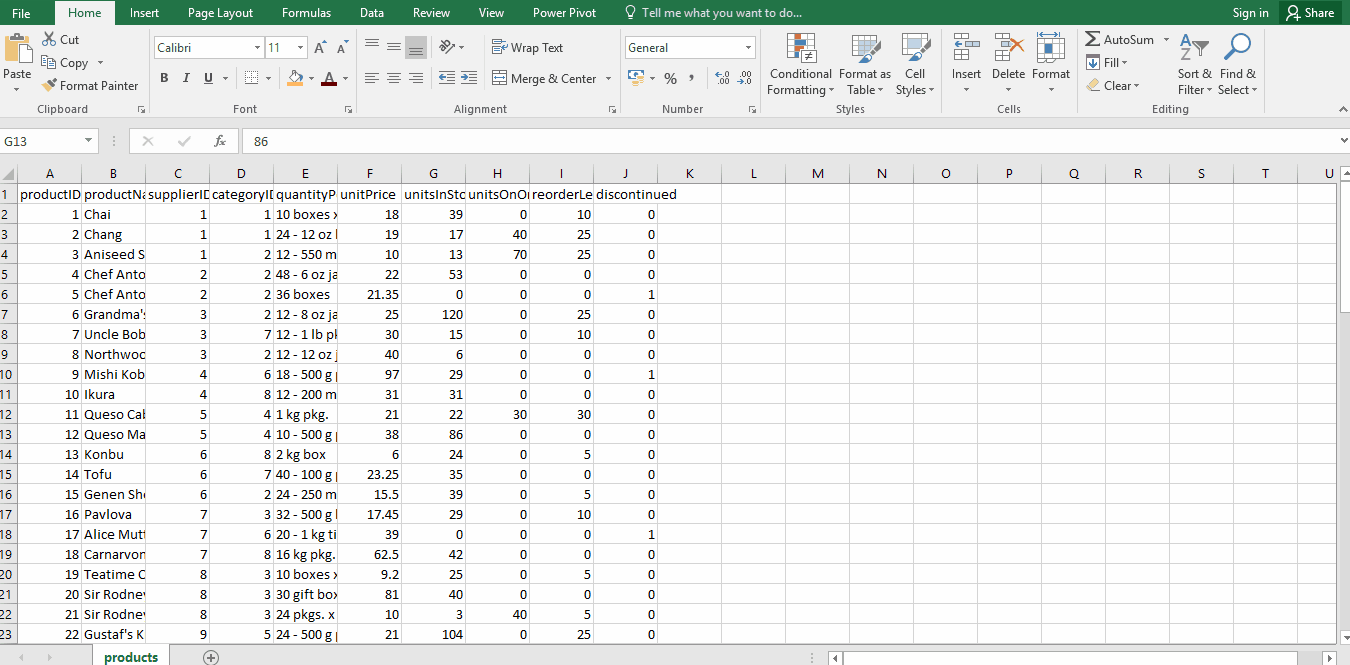 File Home Insert Page Layout Formulas Data Review View Power Pivot Tell me what you want to do... Sign in Share
Cut
Copy
Format Painter
Paste
Clipboard
Calibri 11 A A
B I U A
Font
Wrap Text
Merge & Center
Alignment
General
% , .00 .0
Number
Conditional Formatting
Format as Table
Cell Styles
Styles
Insert Delete Format
Cells
AutoSum
Fill
Clear
Sort & Filter
Find & Select
Editing
G13 fx 86
A B C D E F G H I J K L M N O P Q R S T U
1 productID productNa supplierID categoryID quantityP unitPrice unitsInSto unitsOnOr reorderLe discontinued
2 1 Chai 1 1 10 boxes x 18 39 0 10 0
3 2 Chang 1 1 24 - 12 oz 19 17 40 25 0
4 3 Aniseed S 1 2 12 - 550 m 10 13 70 25 0
5 4 Chef Anto 2 2 48 - 6 oz ja 22 53 0 0 0
6 5 Chef Anto 2 2 36 boxes 21.35 0 0 0 1
7 6 Grandma's 3 2 12 - 8 oz ja 25 120 0 25 0
8 7 Uncle Bob 3 7 12 - 1 lb pk 30 15 0 10 0
9 8 Northwoo 3 2 12 - 12 oz j 40 6 0 0 0
10 9 Mishi Kob 4 6 18 - 500 g p 97 29 0 0 1
11 10 Ikura 4 8 12 - 200 m 31 31 0 0 0
12 11 Queso Cab 5 4 1 kg pkg. 21 22 30 30 0
13 12 Queso Ma 5 4 10 - 500 g p 38 86 0 0 0
14 13 Konbu 6 8 2 kg box 6 24 0 5 0
15 14 Tofu 6 7 40 - 100 g p 23.25 35 0 0 0
16 15 Genen Sho 6 2 24 - 250 m 15.5 39 0 5 0
17 16 Pavlova 7 3 32 - 500 g 17.45 29 0 10 0
18 17 Alice Mutt 7 6 20 - 1 kg ti 39 0 0 0 1
19 18 Carnarvon 7 8 16 kg pkg. 62.5 42 0 0 0
20 19 Teatime C 8 3 10 boxes x 9.2 25 0 5 0
21 20 Sir Rodney 8 3 30 gift box 81 40 0 0 0
22 21 Sir Rodney 8 3 24 pkgs. x 10 3 40 5 0
23 22 Gustaf's K 9 5 24 - 500 g p 21 104 0 25 0
products